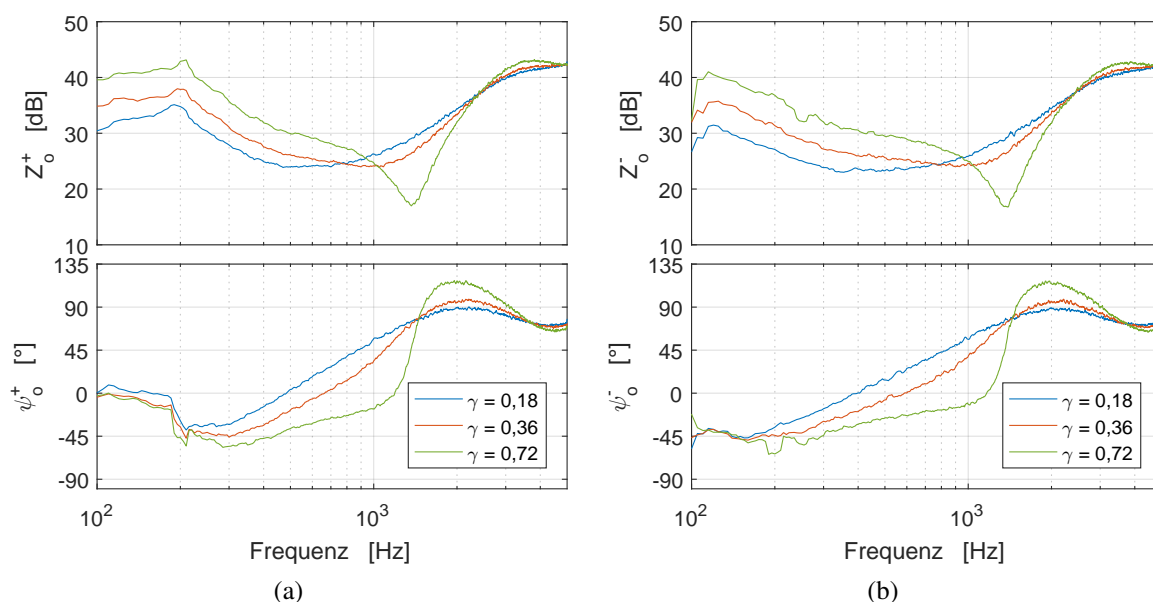 50
40
30
20
10
Z_o^+ [dB]
135
90
45
0
-45
-90
ψ_o^+ [°]
γ = 0,18
γ = 0,36
γ = 0,72
10^2
10^3
Frequenz [Hz]
(a)
50
40
30
20
10
Z_o^- [dB]
135
90
45
0
-45
-90
ψ_o^- [°]
γ = 0,18
γ = 0,36
γ = 0,72
10^2
10^3
Frequenz [Hz]
(b)